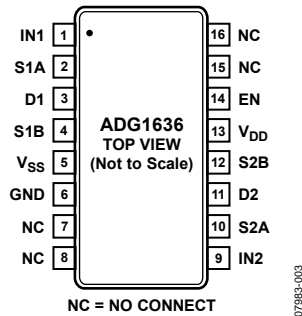 IN1 1
S1A 2
D1 3
S1B 4
VSS 5
GND 6
NC 7
NC 8
ADG1636
TOP VIEW
(Not to Scale)
16 NC
15 NC
14 EN
13 VDD
12 S2B
11 D2
10 S2A
9 IN2
NC = NO CONNECT
07983-003